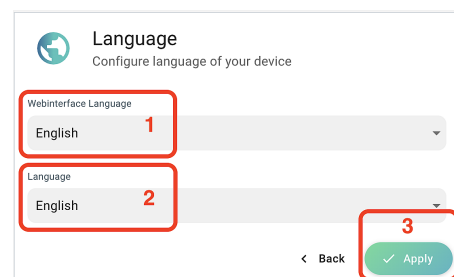 Language
Configure language of your device
Webinterface Language
English 1
Language
English 2
3
Back Apply